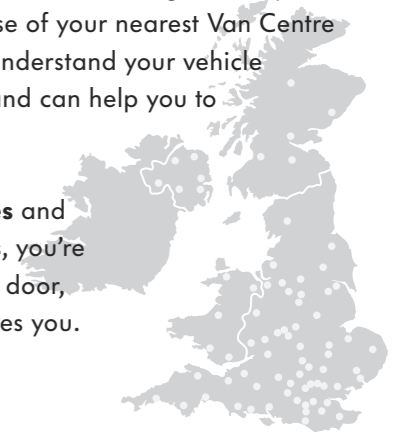 se of your nearest Van Centre
nderstand your vehicle
nd can help you to
s and
, you're
door,
es you.